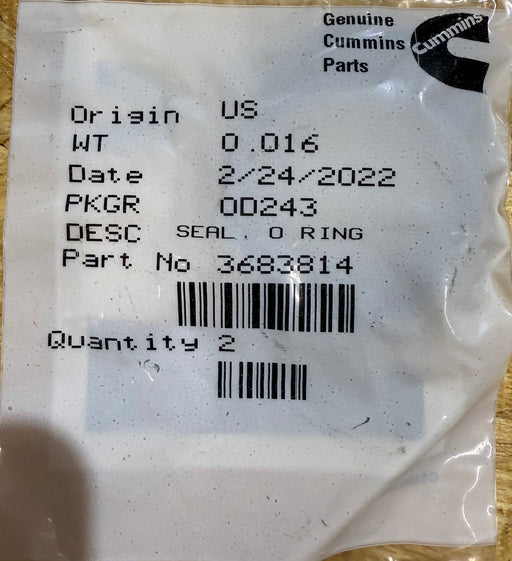 Genuine
Cummins
Parts
Cummins
Origin US
WT 0.016
Date 2/24/2022
PKGR OD243
DESC SEAL, O RING
Part No 3683814
Quantity 2